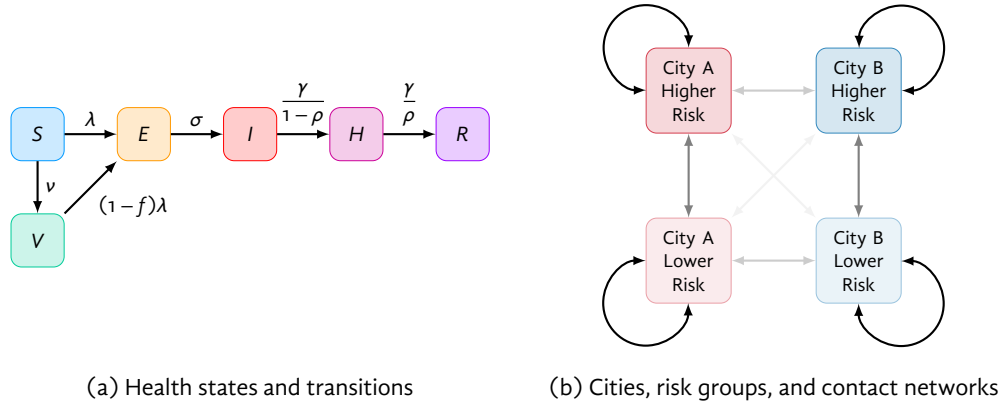 S
λ
E
σ
I
γ
1 − ρ
H
γ
ρ
R
ν
(1 − f)λ
V
(a) Health states and transitions
City A
Higher
Risk
City B
Higher
Risk
City A
Lower
Risk
City B
Lower
Risk
(b) Cities, risk groups, and contact networks